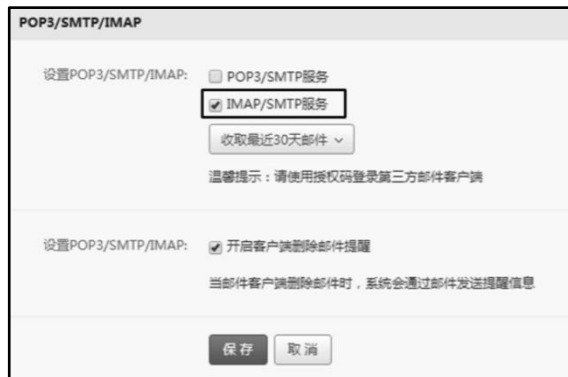 POP3/SMTP/IMAP
设置POP3/SMTP/IMAP: POP3/SMTP服务
IMAP/SMTP服务
收取最近30天邮件
温馨提示：请使用授权码登录第三方邮件客户端
设置POP3/SMTP/IMAP: 开启客户端删除邮件提醒
当邮件客户端删除邮件时，系统会通过邮件发送提醒信息
保存 取消